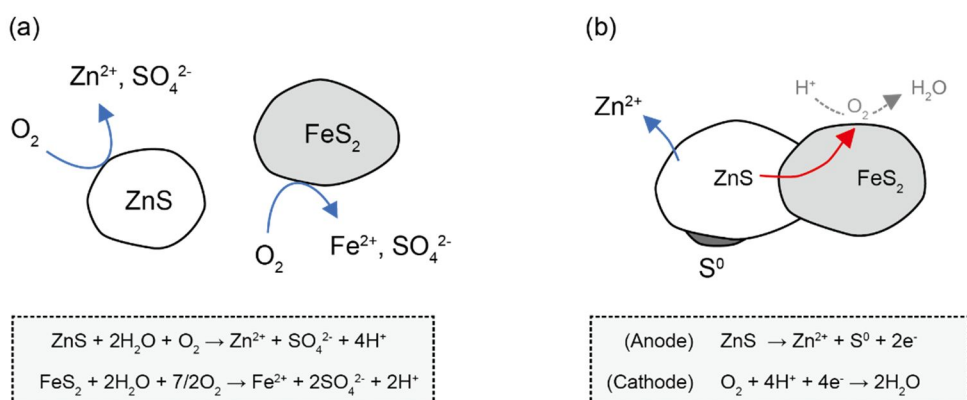 (a)
Zn²⁺, SO₄²⁻
O₂
ZnS
FeS₂
O₂
Fe²⁺, SO₄²⁻
ZnS + 2H₂O + O₂ → Zn²⁺ + SO₄²⁻ + 4H⁺
FeS₂ + 2H₂O + 7/2O₂ → Fe²⁺ + 2SO₄²⁻ + 2H⁺
(b)
H⁺
O₂
H₂O
Zn²⁺
ZnS
FeS₂
S⁰
(Anode) ZnS → Zn²⁺ + S⁰ + 2e⁻
(Cathode) O₂ + 4H⁺ + 4e⁻ → 2H₂O